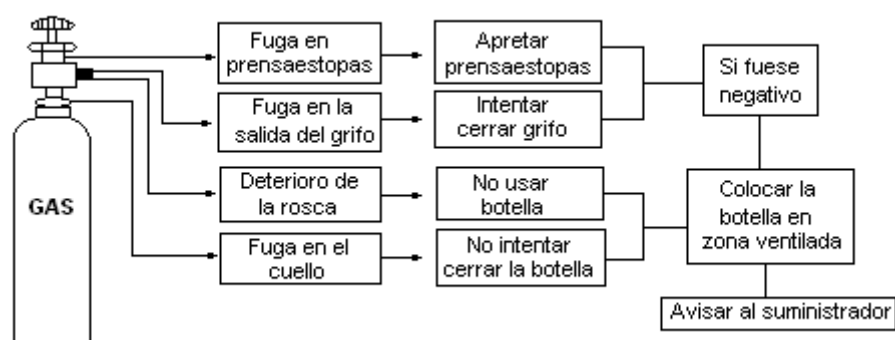 GAS
Fuga en
prensaestopas
Apretar
prensaestopas
Fuga en la
salida del grifo
Intentar
cerrar grifo
Si fuese
negativo
Deterioro de
la rosca
No usar
botella
Fuga en el
cuello
No intentar
cerrar la botella
Colocar la
botella en
zona ventilada
Avisar al suministrador